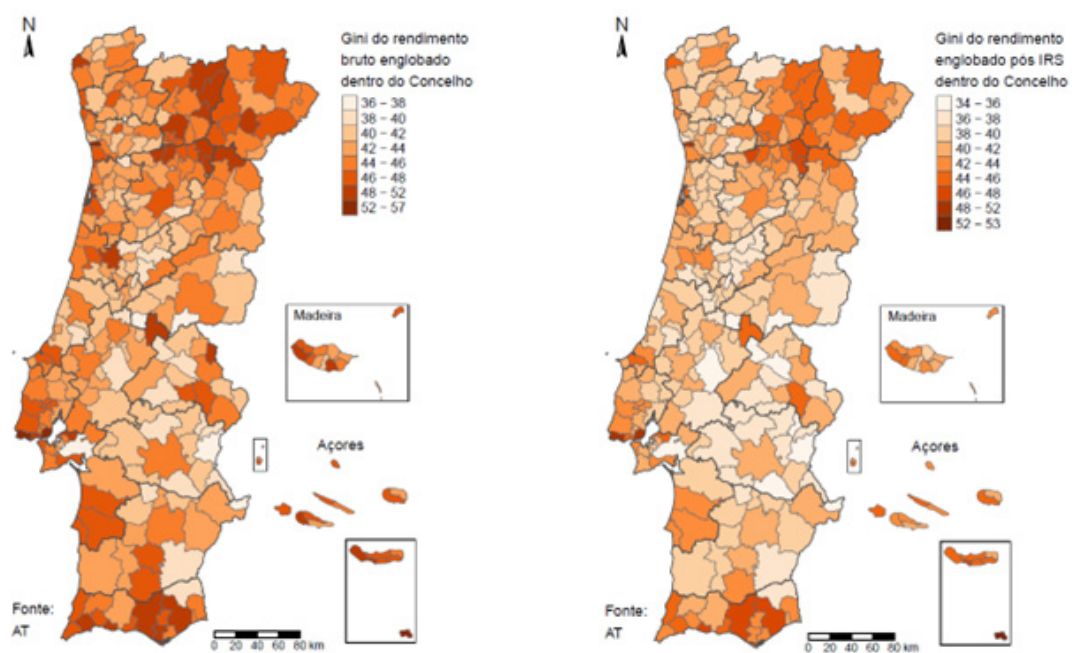 N
Gini do rendimento
bruto englobado
dentro do Concelho
36 – 38
38 – 40
40 – 42
42 – 44
44 – 46
46 – 48
48 – 52
52 – 57
Madeira
Açores
Fonte:
AT
0 20 40 60 80 km
N
Gini do rendimento
englobado pós IRS
dentro do Concelho
34 – 36
36 – 38
38 – 40
40 – 42
42 – 44
44 – 46
46 – 48
48 – 52
52 – 53
Madeira
Açores
Fonte:
AT
0 20 40 60 80 km